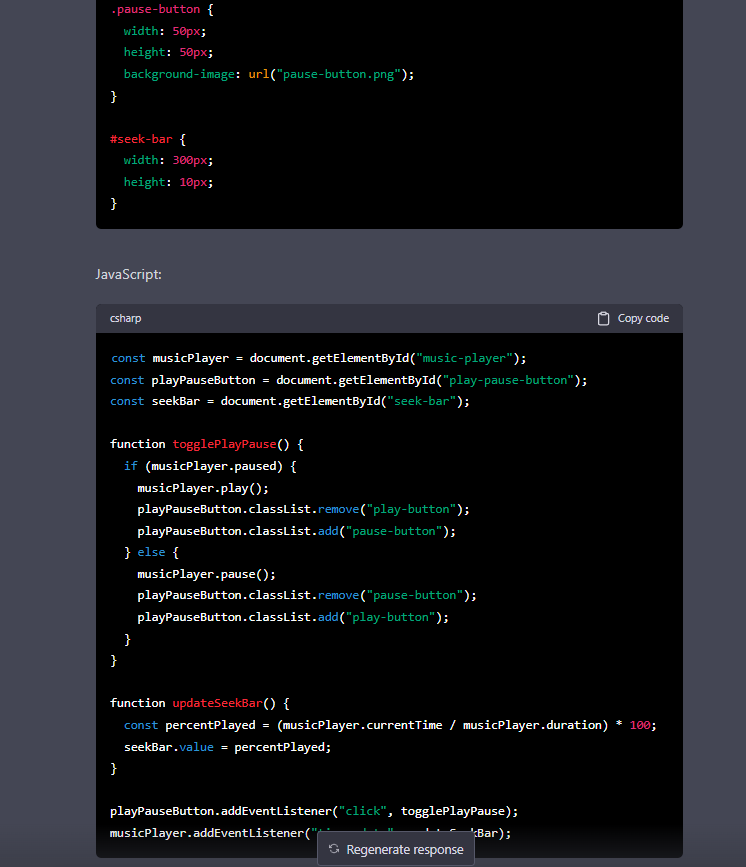 .pause-button {
  width: 50px;
  height: 50px;
  background-image: url("pause-button.png");
}

#seek-bar {
  width: 300px;
  height: 10px;
}

JavaScript:
csharp
Copy code
const musicPlayer = document.getElementById("music-player");
const playPauseButton = document.getElementById("play-pause-button");
const seekBar = document.getElementById("seek-bar");

function togglePlayPause() {
  if (musicPlayer.paused) {
    musicPlayer.play();
    playPauseButton.classList.remove("play-button");
    playPauseButton.classList.add("pause-button");
  } else {
    musicPlayer.pause();
    playPauseButton.classList.remove("pause-button");
    playPauseButton.classList.add("play-button");
  }
}

function updateSeekBar() {
  const percentPlayed = (musicPlayer.currentTime / musicPlayer.duration) * 100;
  seekBar.value = percentPlayed;
}

playPauseButton.addEventListener("click", togglePlayPause);
musicPlayer.addEventListener(
Regenerate response